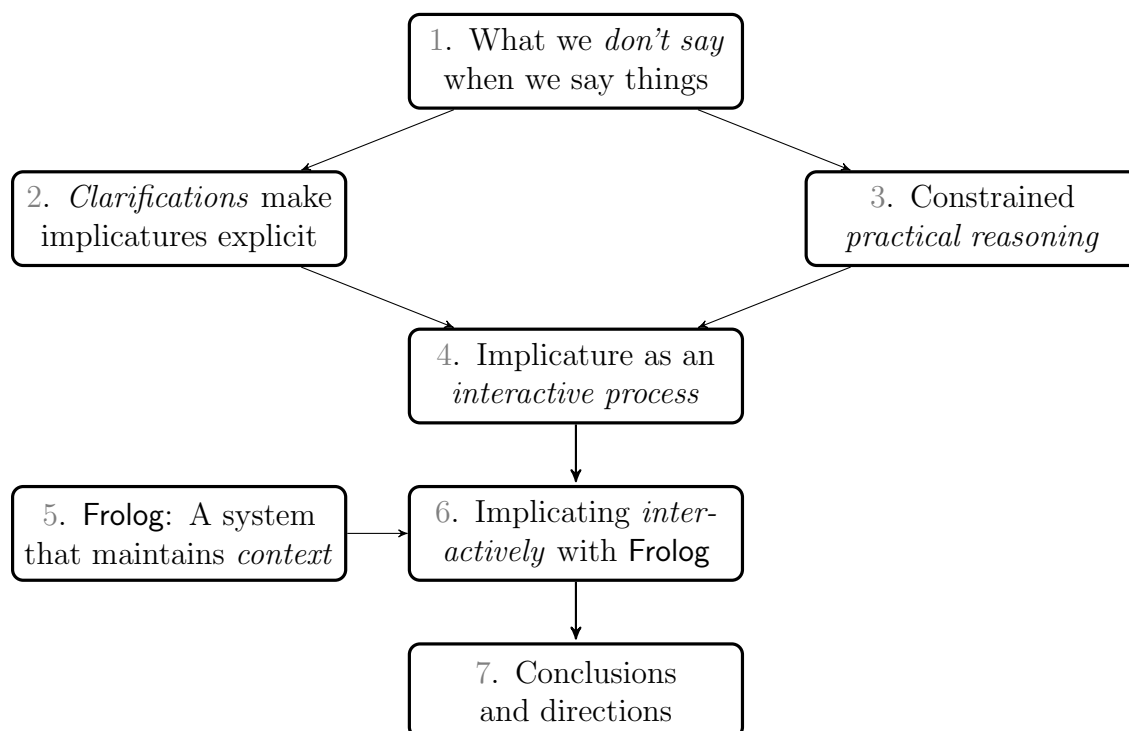 1. What we don't say
when we say things
2. Clarifications make
implicatures explicit
3. Constrained
practical reasoning
4. Implicature as an
interactive process
5. Frolog: A system
that maintains context
6. Implicating inter-
actively with Frolog
7. Conclusions
and directions